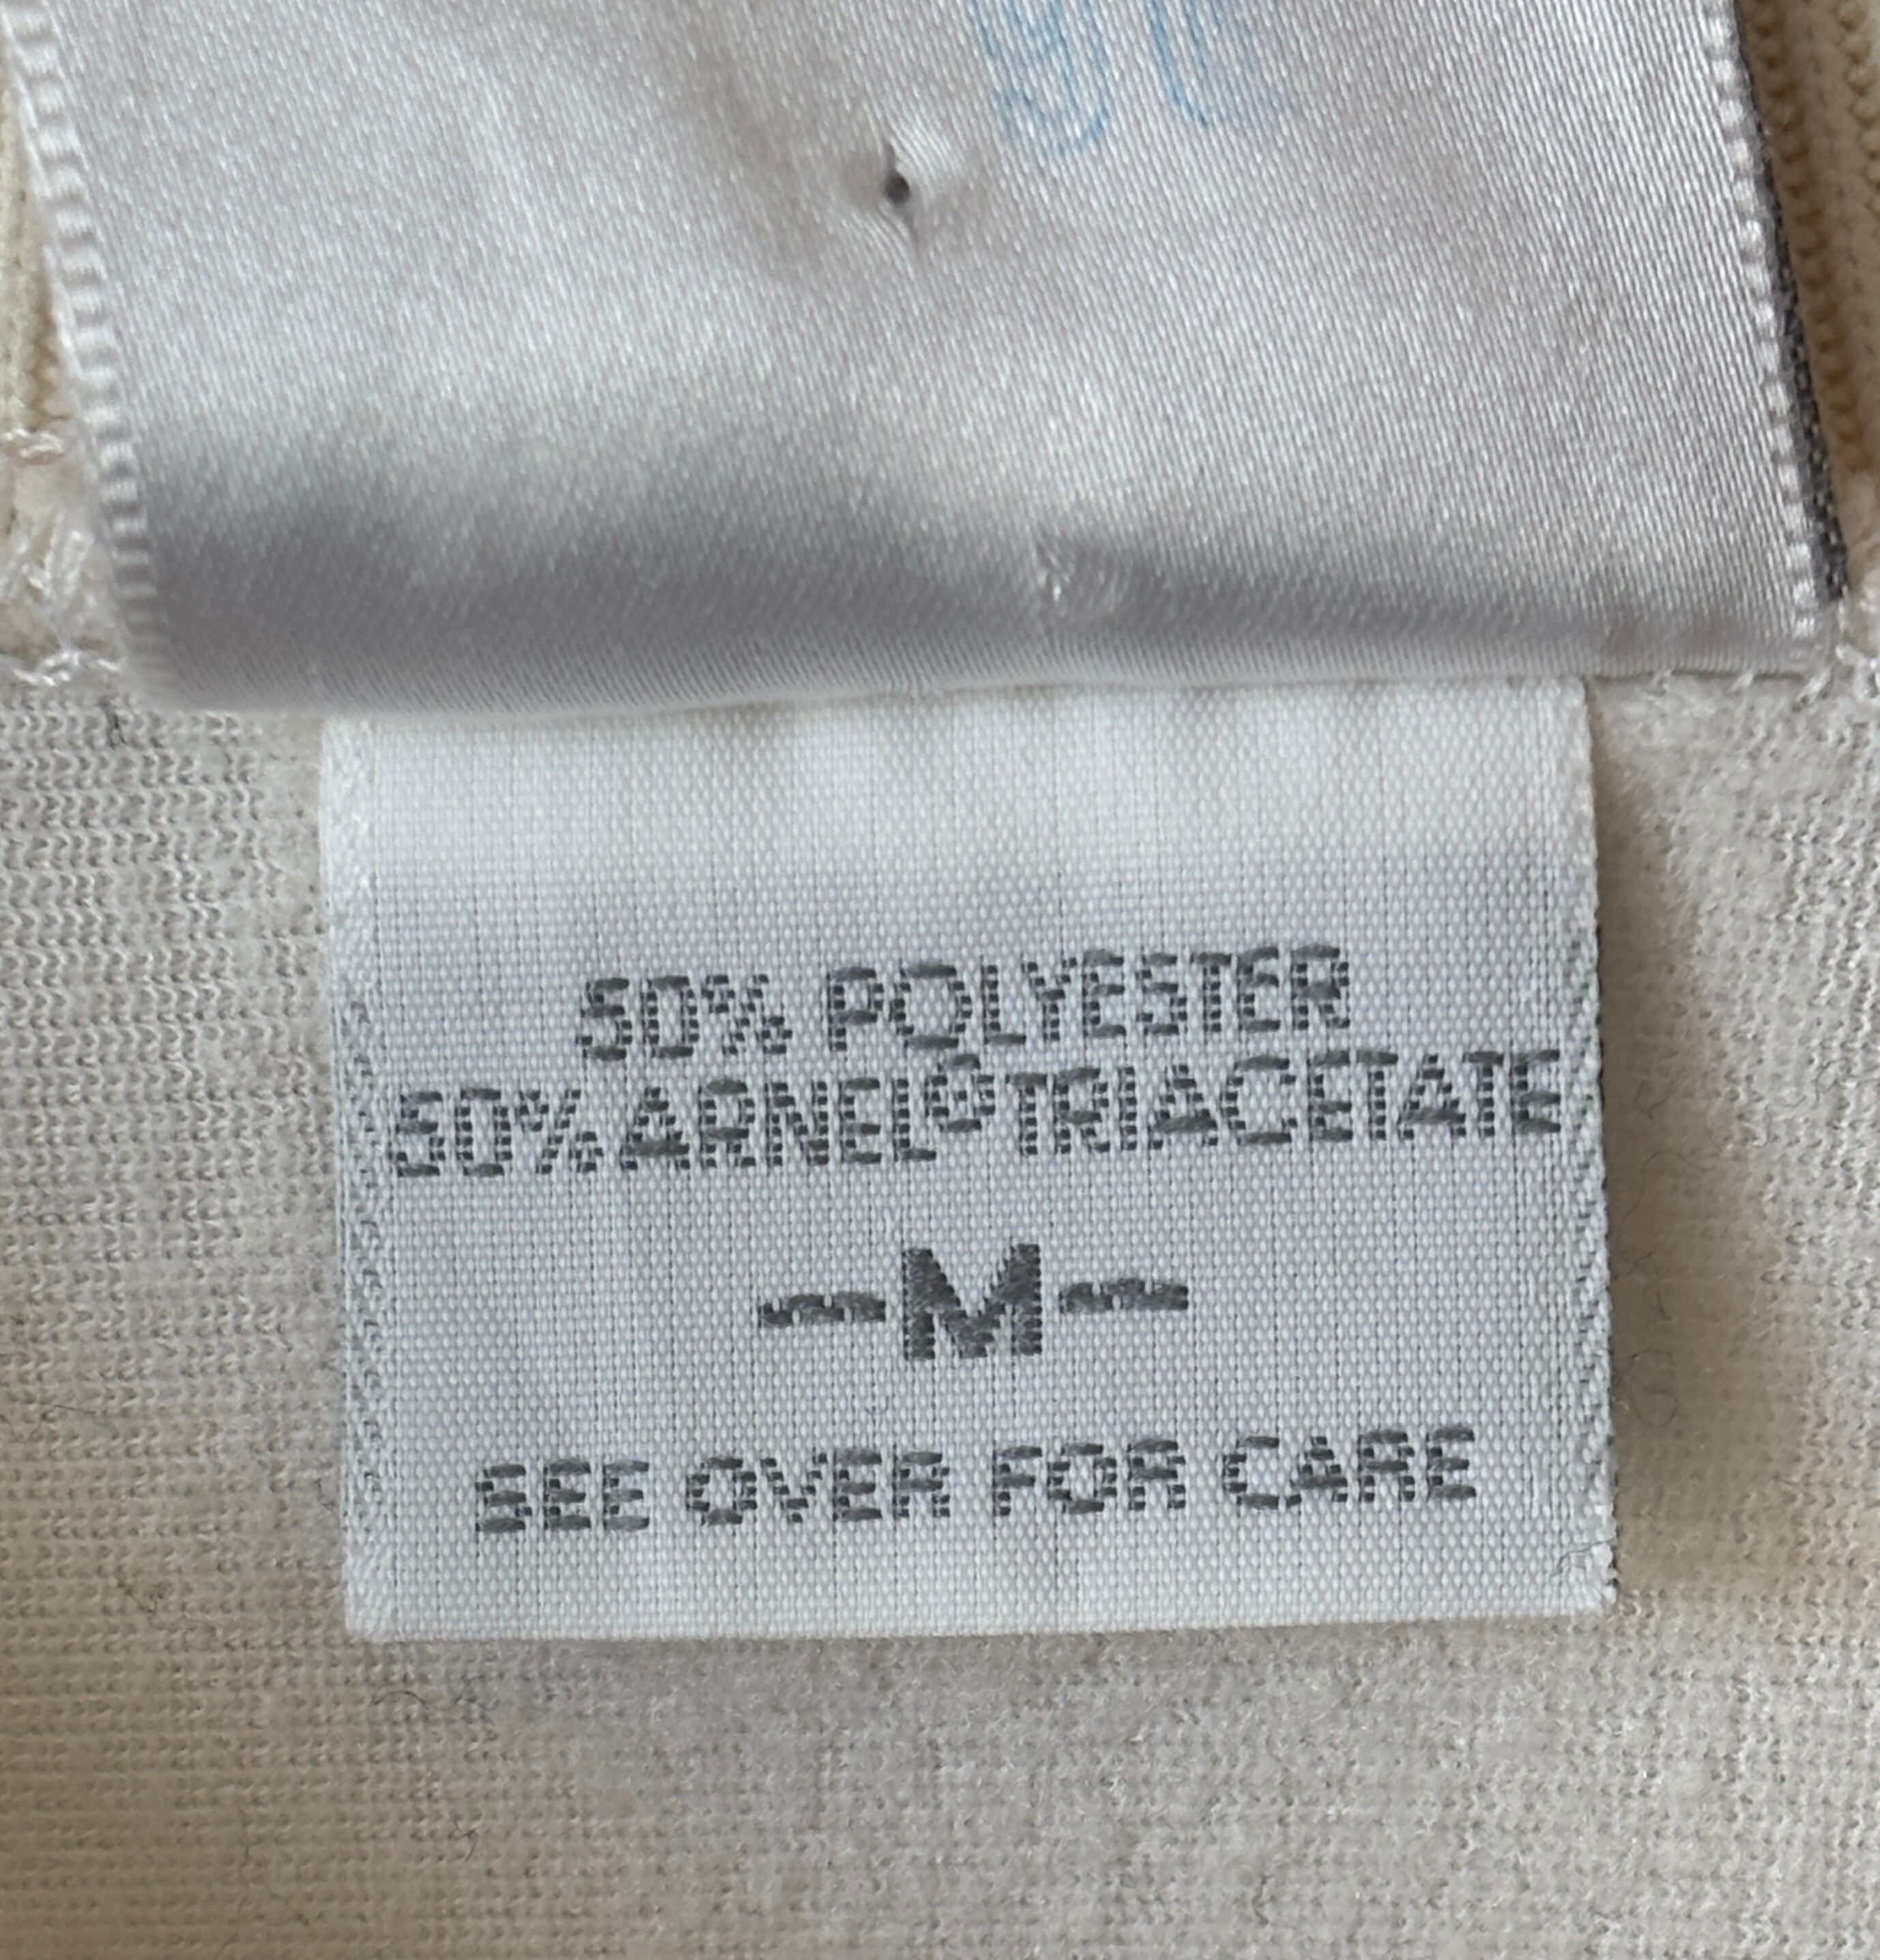 50% POLYESTER
50% ARNEL® TRIACETATE
-M-
SEE OVER FOR CARE